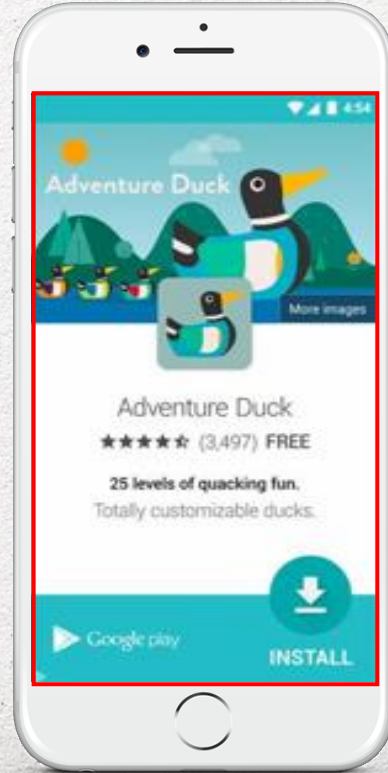 4:54
Adventure Duck
More images
Adventure Duck
(3,497) FREE
25 levels of quacking fun.
Totally customizable ducks.
Google play
INSTALL